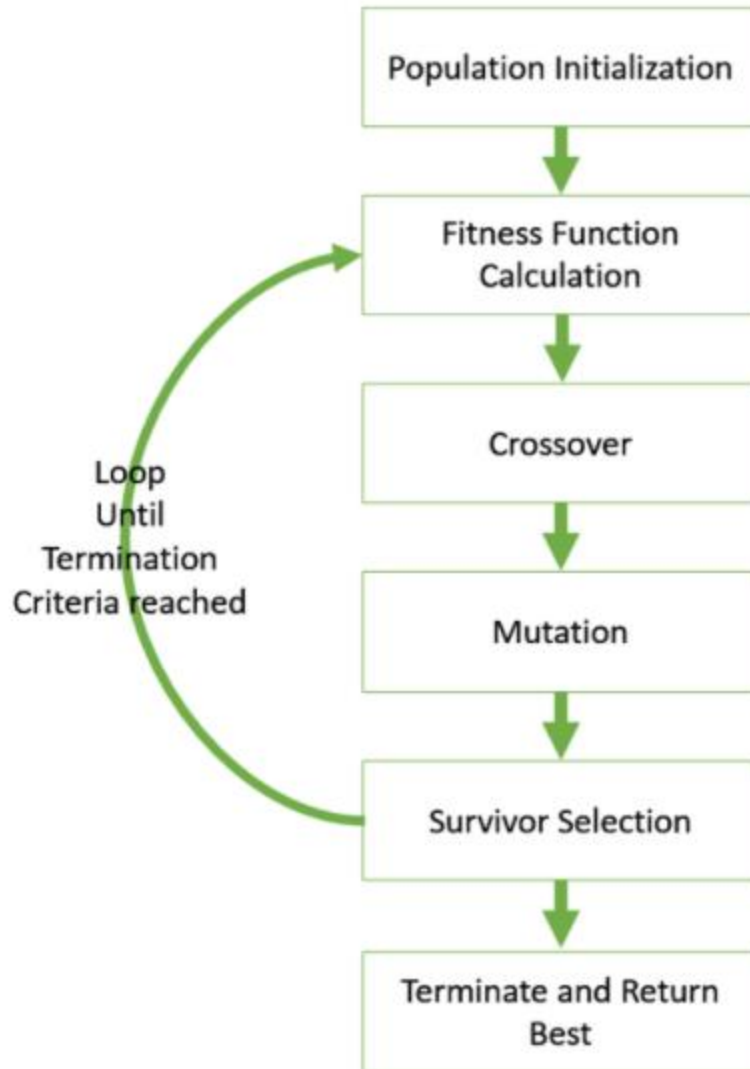 Population Initialization
Fitness Function
Calculation
Crossover
Loop
Until
Termination
Criteria reached
Mutation
Survivor Selection
Terminate and Return
Best